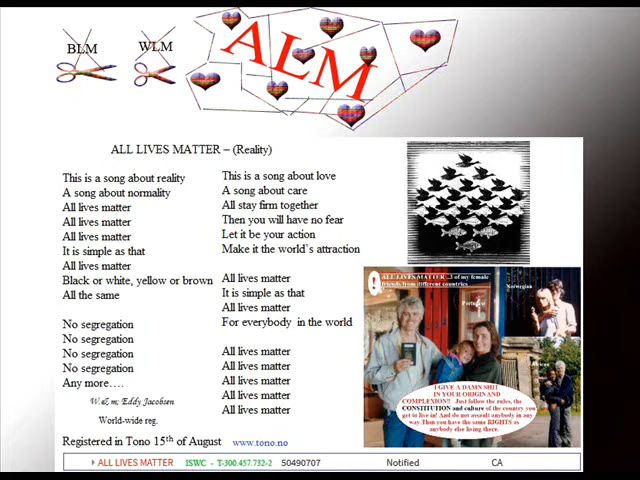 BLM
WLM
ALM
ALL LIVES MATTER – (Reality)
This is a song about reality
A song about normality
All lives matter
All lives matter
All lives matter
It is simple as that
All lives matter
Black or white, yellow or brown
All the same
No segregation
No segregation
No segregation
No segregation
Any more….
W.& m; Eddy Jacobsen
World-wide reg.
Registered in Tono 15th of August www.tono.no
This is a song about love
A song about care
All stay firm together
Then you will have no fear
Let it be your action
Make it the world's attraction
All lives matter
It is simple as that
All lives matter
For everybody in the world
All lives matter
All lives matter
All lives matter
All lives matter
All lives matter
! ALL LIVES MATTER ..3 of my female
friends from different countries
Norwegian
I GIVE A DAMN SHIT
IN YOUR ORIGIN AND
COMPLEXION!! Just follow the rules, the
CONSTITUTION and culture of the country you
get to live in! And do not assault anybody in any
way. Then you have the same RIGHTS as
anybody else living there.
ALL LIVES MATTER ISWC - T-300.457.732-2 50490707 Notified CA